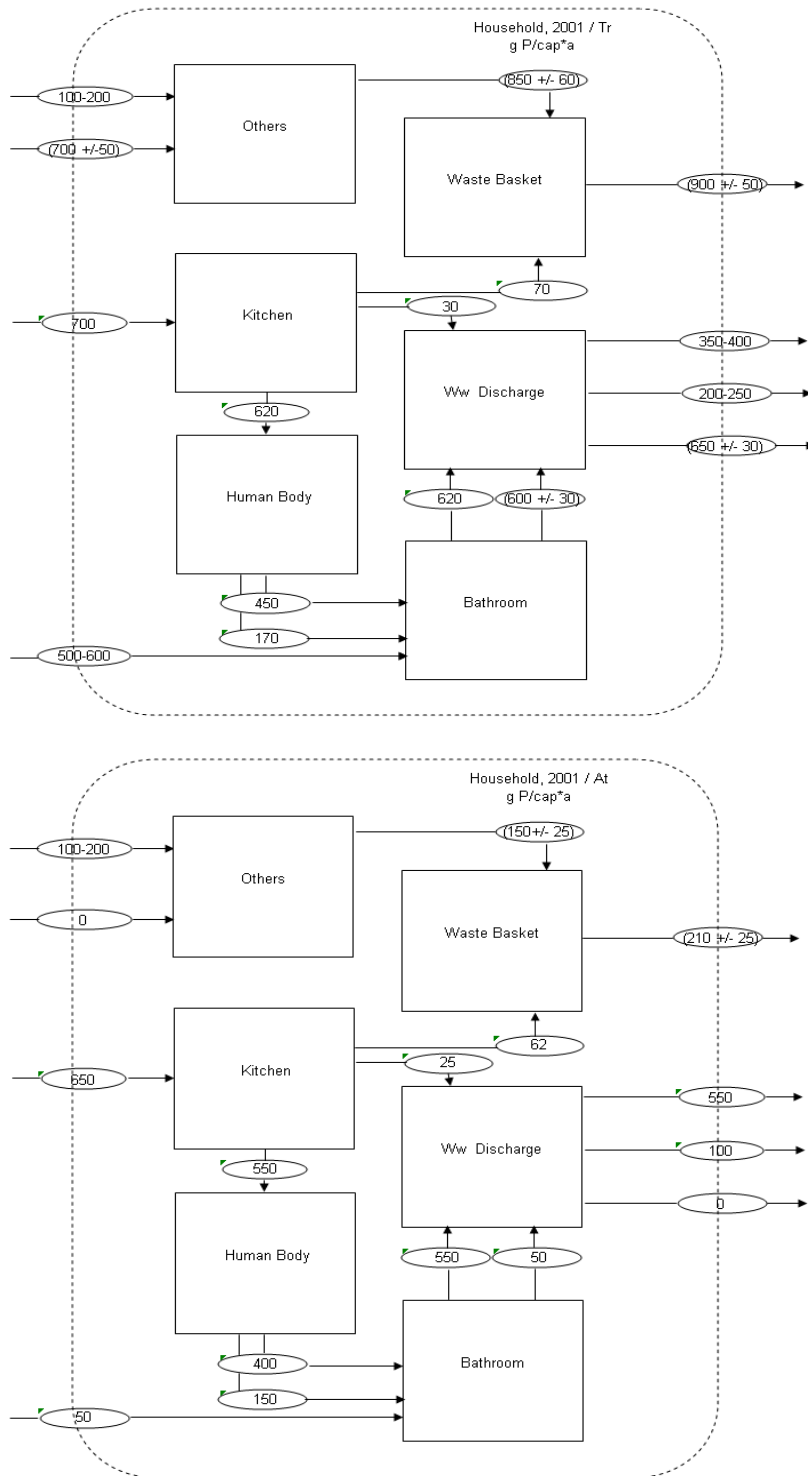 Household, 2001 / Tr
g P/cap*a
(850 +/- 60)
100-200
Others
(700 +/-50)
Waste Basket
(900 +/- 50)
70
30
Kitchen
700
350-400
Ww Discharge
200-250
620
(650 +/- 30)
Human Body
620
(600 +/- 30)
450
Bathroom
170
500-600
Household, 2001 / At
g P/cap*a
(150+/- 25)
100-200
Others
0
Waste Basket
(210 +/- 25)
62
25
Kitchen
650
550
Ww Discharge
100
550
0
Human Body
550
50
400
Bathroom
150
50